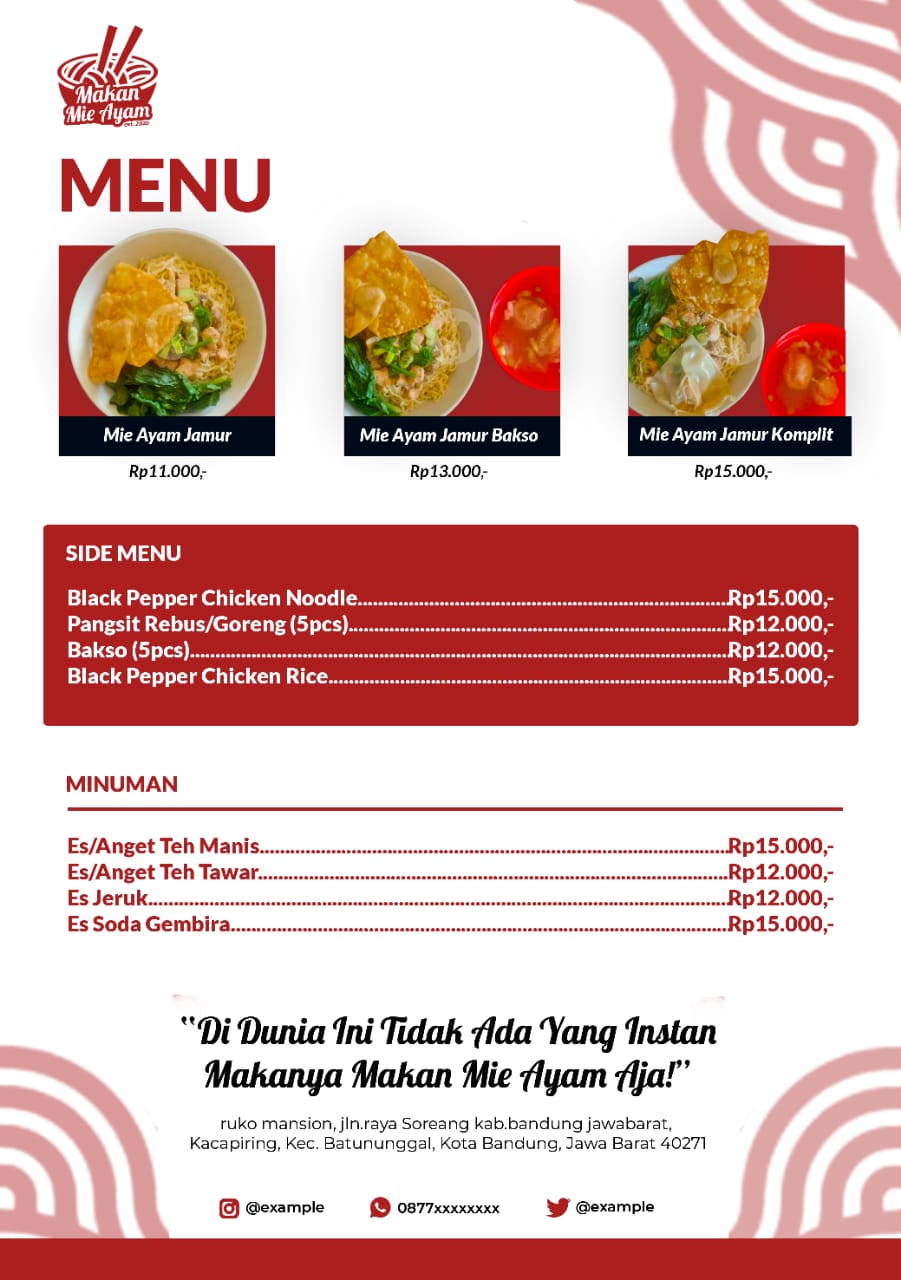 Makan
Mie Ayam
est. 2020
MENU
Mie Ayam Jamur
Rp11.000,-
Mie Ayam Jamur Bakso
Rp13.000,-
Mie Ayam Jamur Komplit
Rp15.000,-
SIDE MENU
Black Pepper Chicken Noodle......Rp15.000,-
Pangsit Rebus/Goreng (5pcs)......Rp12.000,-
Bakso (5pcs)......Rp12.000,-
Black Pepper Chicken Rice......Rp15.000,-
MINUMAN
Es/Anget Teh Manis......Rp15.000,-
Es/Anget Teh Tawar......Rp12.000,-
Es Jeruk......Rp12.000,-
Es Soda Gembira......Rp15.000,-
“Di Dunia Ini Tidak Ada Yang Instan
Makanya Makan Mie Ayam Aja!”
ruko mansion, jln.raya Soreang kab.bandung jawabarat,
Kacapiring, Kec. Batununggal, Kota Bandung, Jawa Barat 40271
@example 0877xxxxxxxx @example